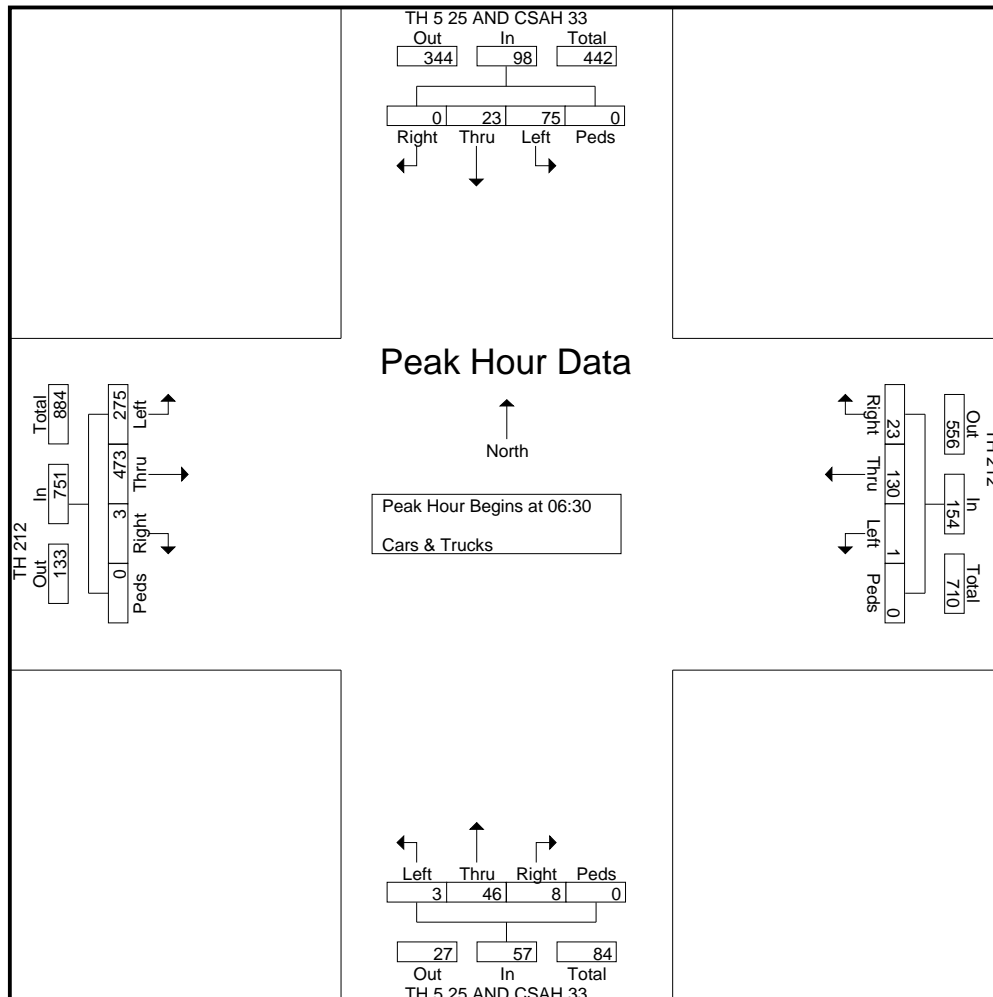 TH 5 25 AND CSAH 33
Out In Total
344 98 442
0 23 75 0
Right Thru Left Peds
Peak Hour Data
North
Peak Hour Begins at 06:30
Cars & Trucks
TH 212
Total In Out
884 751 133
275 473 3 0
Left Thru Right Peds
TH 212
Out In Total
556 154 710
23 130 1 0
Right Thru Left Peds
Left Thru Right Peds
3 46 8 0
27 57 84
Out In Total
TH 5 25 AND CSAH 33